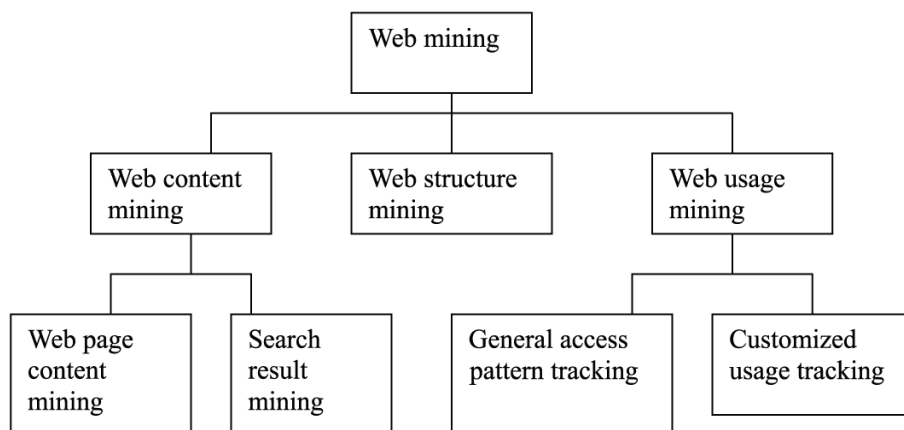 Web mining
Web content
mining
Web structure
mining
Web usage
mining
Web page
content
mining
Search
result
mining
General access
pattern tracking
Customized
usage tracking